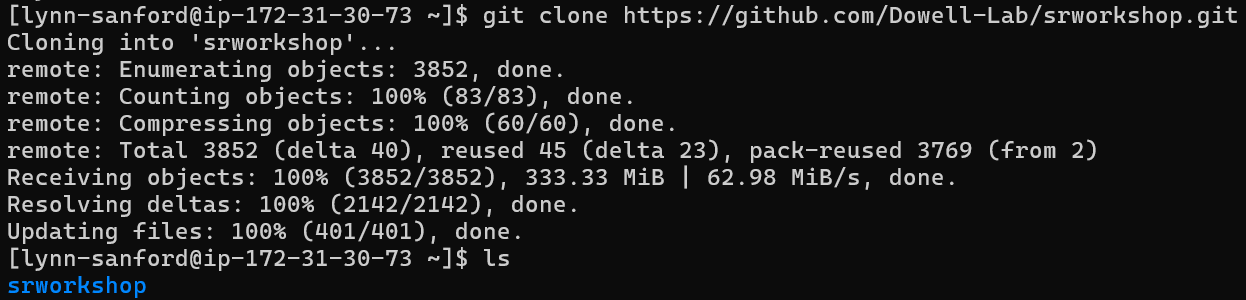 [lynn-sanford@ip-172-31-30-73 ~]$ git clone https://github.com/Dowell-Lab/srworkshop.git
Cloning into 'srworkshop'...
remote: Enumerating objects: 3852, done.
remote: Counting objects: 100% (83/83), done.
remote: Compressing objects: 100% (60/60), done.
remote: Total 3852 (delta 40), reused 45 (delta 23), pack-reused 3769 (from 2)
Receiving objects: 100% (3852/3852), 333.33 MiB | 62.98 MiB/s, done.
Resolving deltas: 100% (2142/2142), done.
Updating files: 100% (401/401), done.
[lynn-sanford@ip-172-31-30-73 ~]$ ls
srworkshop